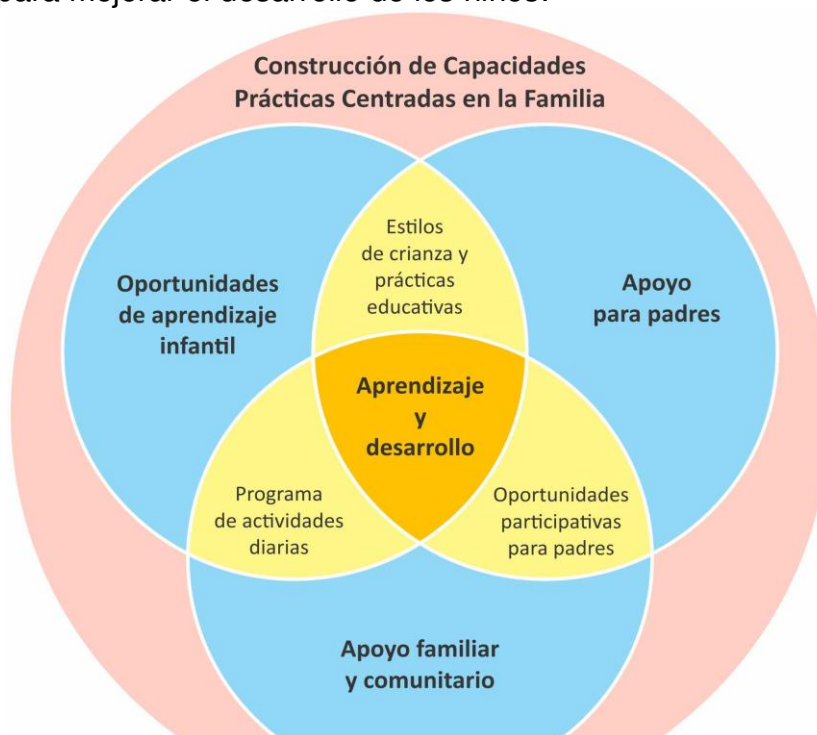 para mejorar el desarrollo de los niños.
Construcción de Capacidades
Prácticas Centradas en la Familia
Estilos
de crianza y
prácticas
educativas
Oportunidades
de aprendizaje
infantil
Apoyo
para padres
Aprendizaje
y
desarrollo
Programa
de actividades
diarias
Oportunidades
participativas
para padres
Apoyo familiar
y comunitario